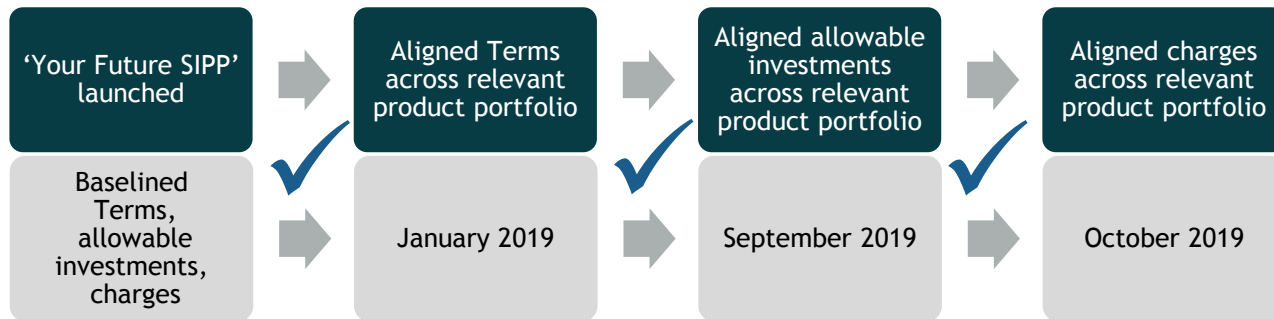 ‘Your Future SIPP’
launched
Aligned Terms
across relevant
product portfolio
Aligned allowable
investments
across relevant
product portfolio
Aligned charges
across relevant
product portfolio
Baselined
Terms,
allowable
investments,
charges
January 2019
September 2019
October 2019